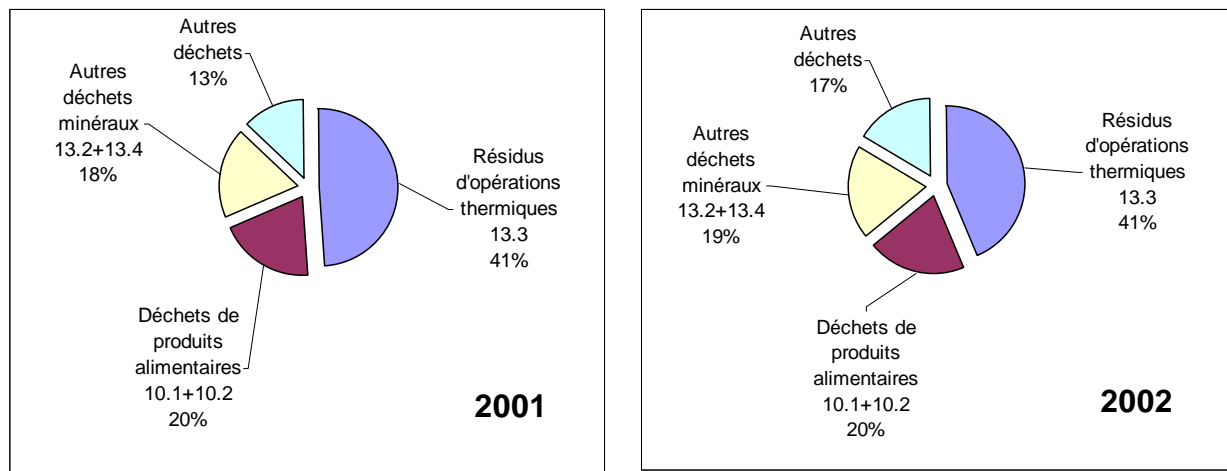 Autres
déchets
13%
Autres
déchets
minéraux
13.2+13.4
18%
Résidus
d'opérations
thermiques
13.3
41%
Déchets de
produits
alimentaires
10.1+10.2
20%
2001
Autres
déchets
17%
Autres
déchets
minéraux
13.2+13.4
19%
Résidus
d'opérations
thermiques
13.3
41%
Déchets de
produits
alimentaires
10.1+10.2
20%
2002